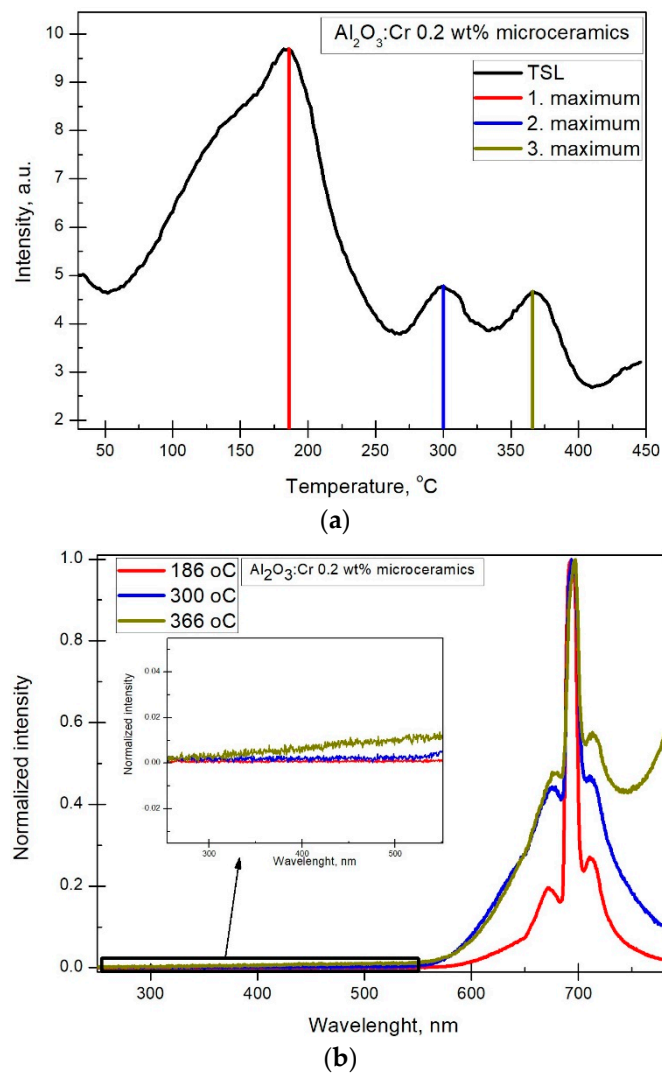 Al₂O₃:Cr 0.2 wt% microceramics
TSL
1. maximum
2. maximum
3. maximum
10
9
8
7
6
5
4
3
2
Intensity, a.u.
50 100 150 200 250 300 350 400 450
Temperature, °C
(a)
186 oC
300 oC
366 oC
Al₂O₃:Cr 0.2 wt% microceramics
1.0
0.8
0.6
0.4
0.2
0.0
Normalized intensity
0.04
0.02
0.00
-0.02
Normalized intensity
300 400 500
Wavelenght, nm
300 400 500 600 700
Wavelenght, nm
(b)